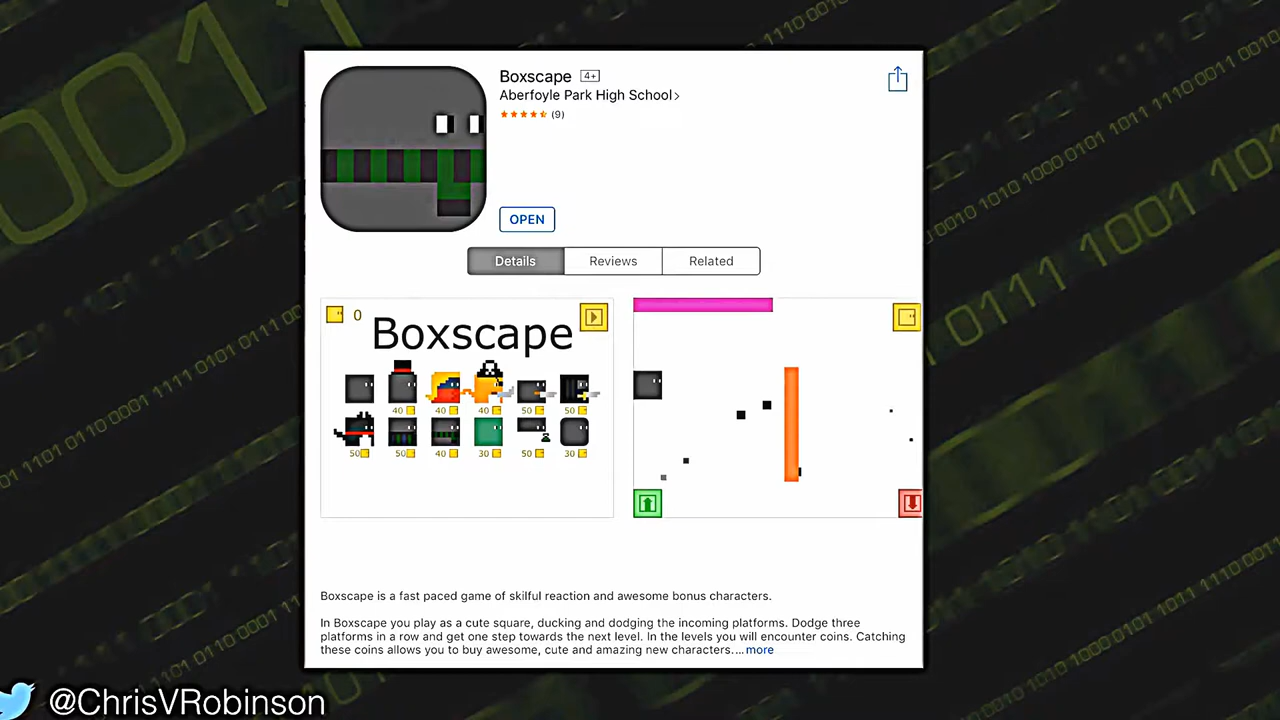 Boxscape 4+
Aberfoyle Park High School>
(9)
OPEN
Details Reviews Related
0
Boxscape
40 40 40 50 50
50 50 40 30 50 30
Boxscape is a fast paced game of skilful reaction and awesome bonus characters.
In Boxscape you play as a cute square, ducking and dodging the incoming platforms. Dodge three
platforms in a row and get one step towards the next level. In the levels you will encounter coins. Catching
these coins allows you to buy awesome, cute and amazing new characters.... more
@ChrisVRobinson